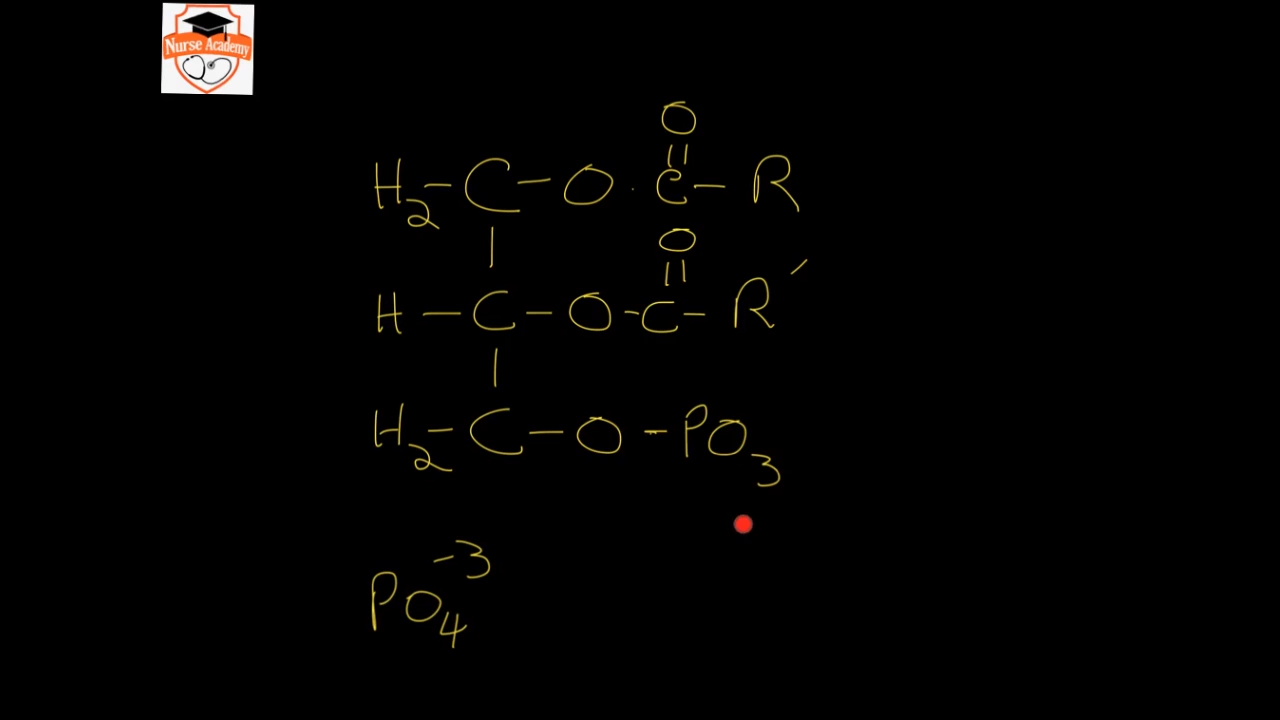 Nurse Academy
O
||
H₂-C-O·C-R
| O
||
H-C-O-C-R′
|
H₂-C-O-PO₃
PO₄⁻³